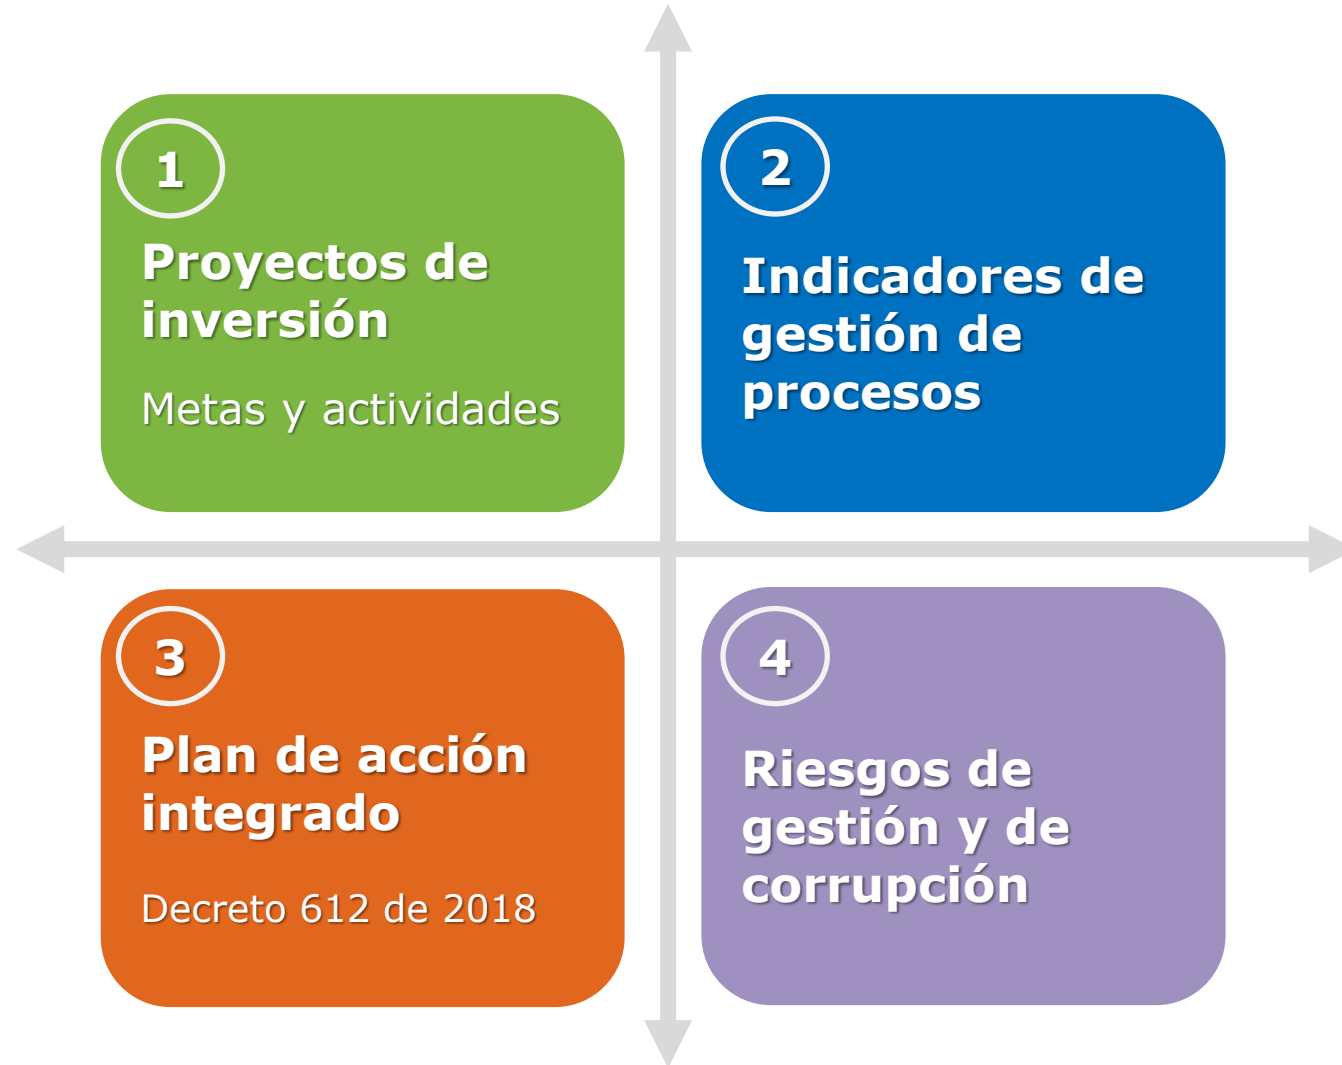 1
Proyectos de
inversión
Metas y actividades
2
Indicadores de
gestión de
procesos
3
Plan de acción
integrado
Decreto 612 de 2018
4
Riesgos de
gestión y de
corrupción